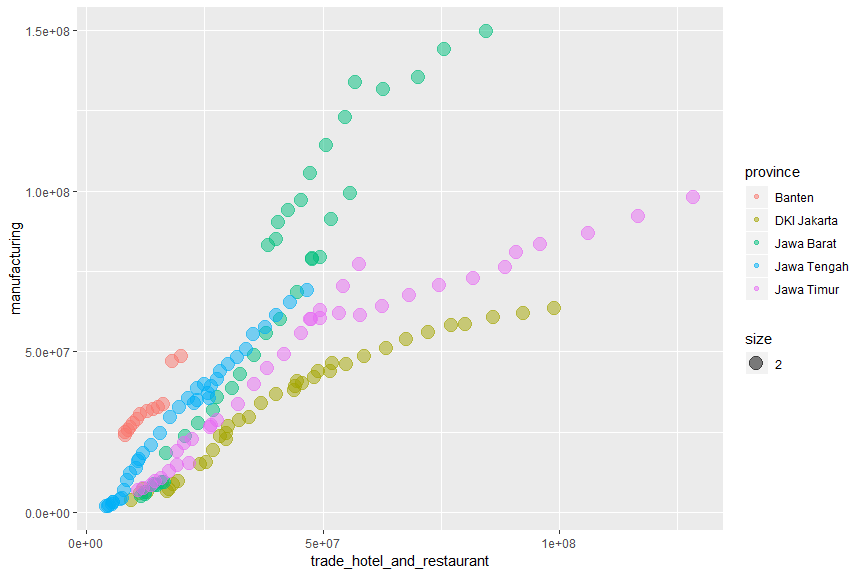 1.5e+08
1.0e+08
5.0e+07
0.0e+00
manufacturing
0e+00
5e+07
1e+08
trade_hotel_and_restaurant
province
Banten
DKI Jakarta
Jawa Barat
Jawa Tengah
Jawa Timur
size
2